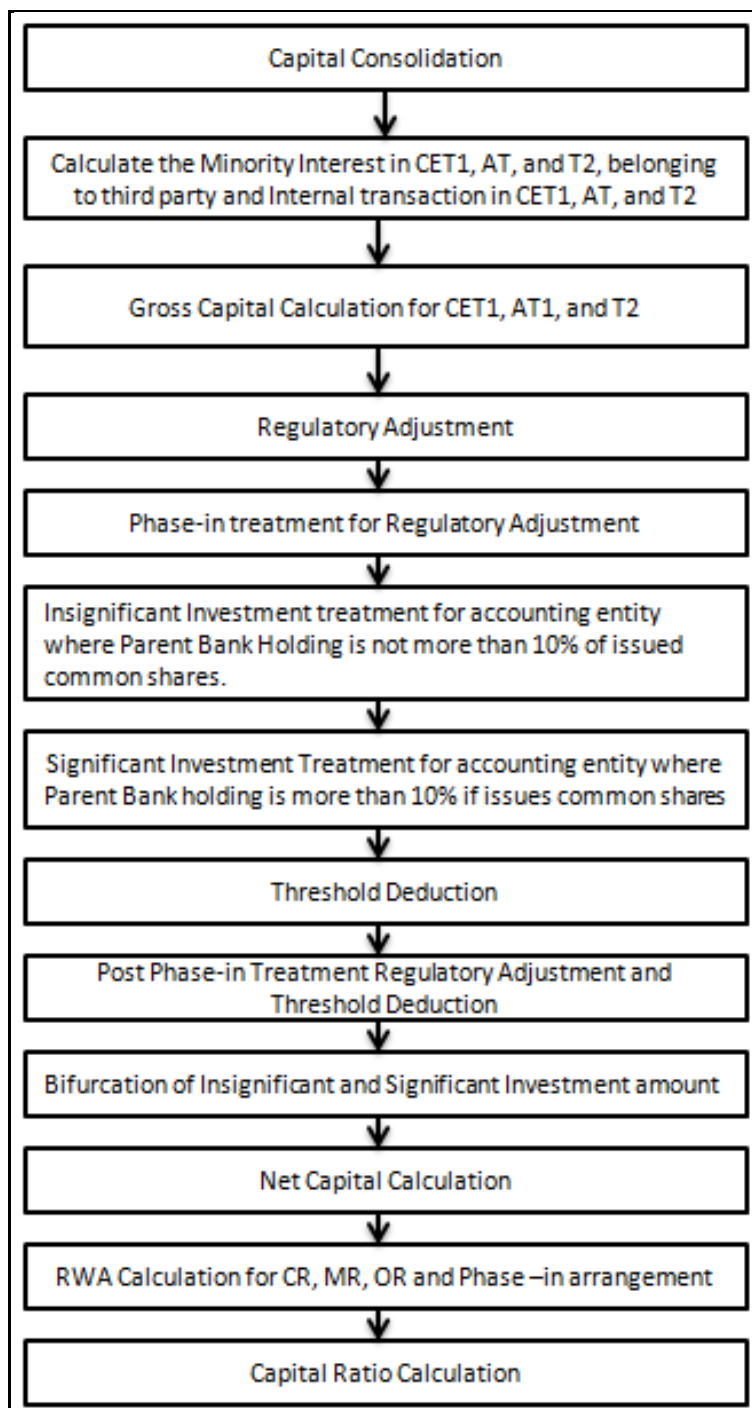 Capital Consolidation
Calculate the Minority Interest in CET1, AT, and T2, belonging
to third party and Internal transaction in CET1, AT, and T2
Gross Capital Calculation for CET1, AT1, and T2
Regulatory Adjustment
Phase-in treatment for Regulatory Adjustment
Insignificant Investment treatment for accounting entity
where Parent Bank Holding is not more than 10% of issued
common shares.
Significant Investment Treatment for accounting entity where
Parent Bank holding is more than 10% if issues common shares
Threshold Deduction
Post Phase-in Treatment Regulatory Adjustment and
Threshold Deduction
Bifurcation of Insignificant and Significant Investment amount
Net Capital Calculation
RWA Calculation for CR, MR, OR and Phase –in arrangement
Capital Ratio Calculation